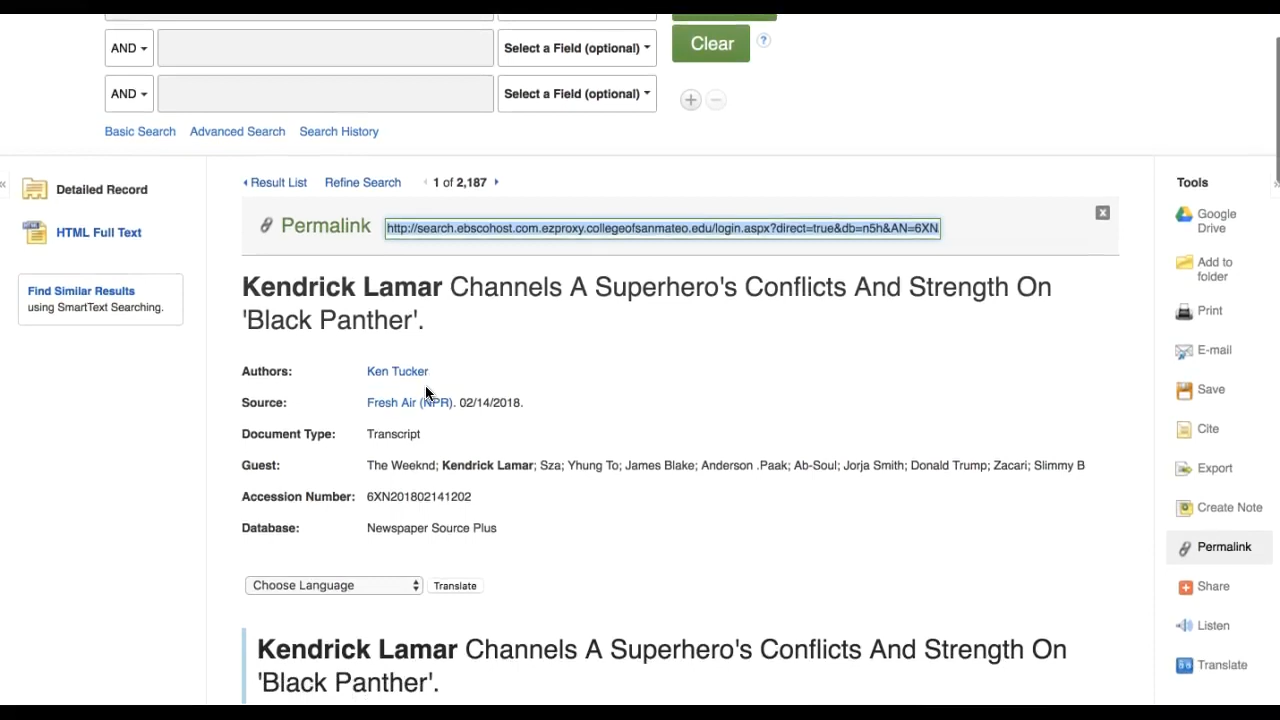 AND
Select a Field (optional)
Clear
?
AND
Select a Field (optional)
Basic Search
Advanced Search
Search History
Detailed Record
HTML Full Text
Find Similar Results
using SmartText Searching.
Result List
Refine Search
1 of 2,187
Permalink
http://search.ebscohost.com.ezproxy.collegeofsanmateo.edu/login.aspx?direct=true&db=n5h&AN=6XN
Kendrick Lamar Channels A Superhero's Conflicts And Strength On
'Black Panther'.
Authors:
Ken Tucker
Source:
Fresh Air (NPR). 02/14/2018.
Document Type:
Transcript
Guest:
The Weeknd; Kendrick Lamar; Sza; Yhung To; James Blake; Anderson .Paak; Ab-Soul; Jorja Smith; Donald Trump; Zacari; Slimmy B
Accession Number:
6XN201802141202
Database:
Newspaper Source Plus
Choose Language
Translate
Kendrick Lamar Channels A Superhero's Conflicts And Strength On
'Black Panther'.
Tools
Google
Drive
Add to
folder
Print
E-mail
Save
Cite
Export
Create Note
Permalink
Share
Listen
Translate